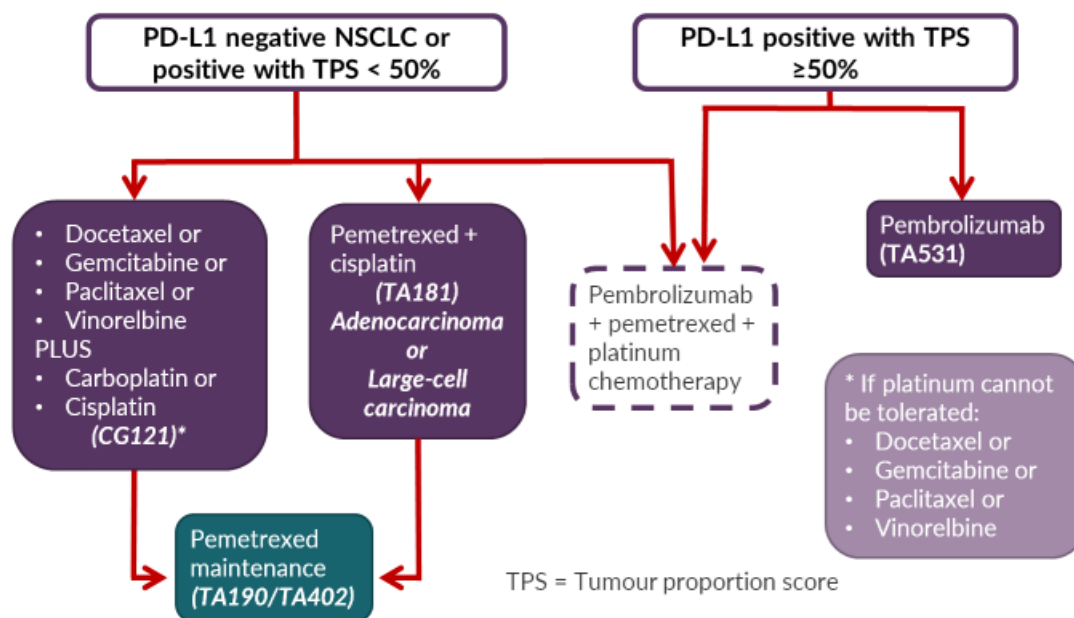 PD-L1 negative NSCLC or
positive with TPS < 50%
PD-L1 positive with TPS
≥50%
• Docetaxel or
• Gemcitabine or
• Paclitaxel or
• Vinorelbine
PLUS
• Carboplatin or
• Cisplatin
(CG121)*
Pemetrexed +
cisplatin
(TA181)
Adenocarcinoma
or
Large-cell
carcinoma
Pembrolizumab
+ pemetrexed +
platinum
chemotherapy
Pembrolizumab
(TA531)
* If platinum cannot
be tolerated:
• Docetaxel or
• Gemcitabine or
• Paclitaxel or
• Vinorelbine
Pemetrexed
maintenance
(TA190/TA402)
TPS = Tumour proportion score